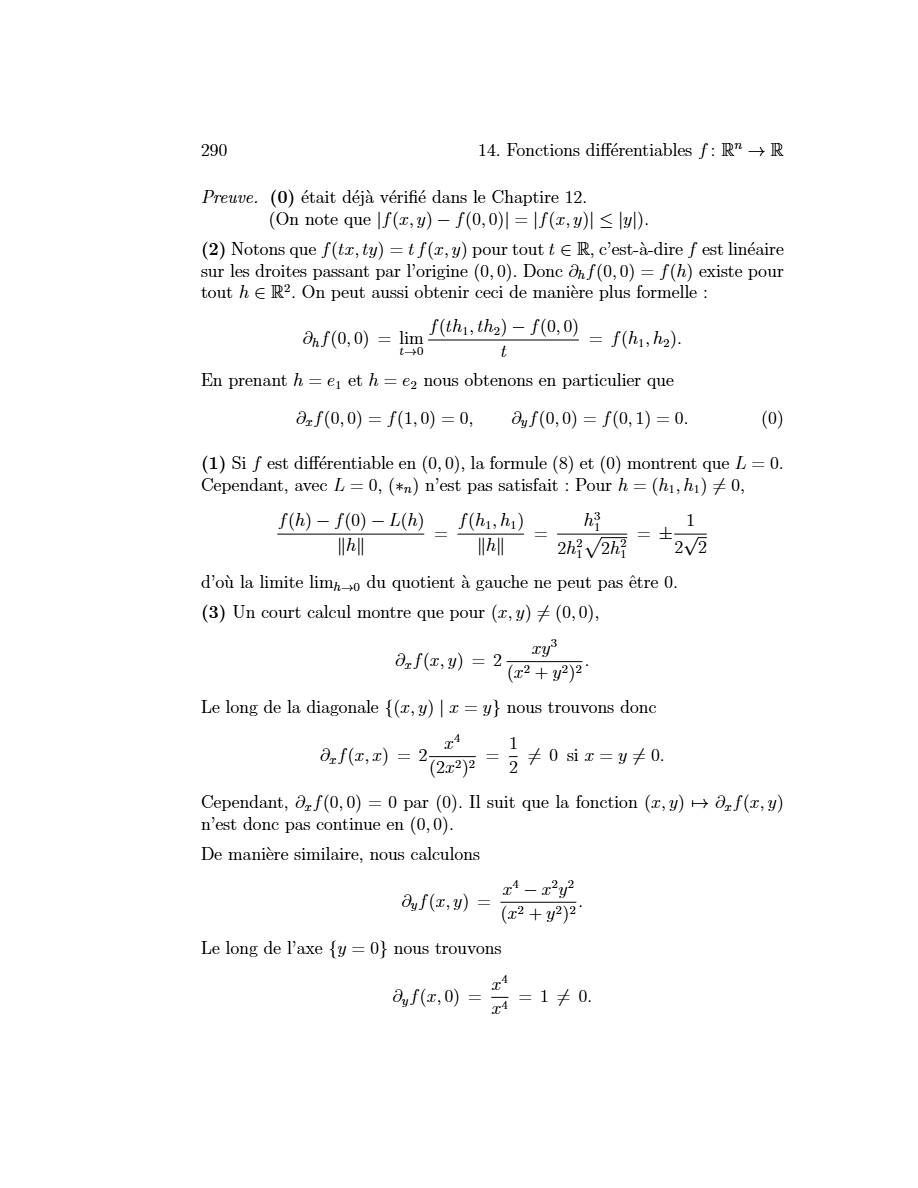 290 14. Fonctions différentiables f : ℝⁿ → ℝ
Preuve. (0) était déjà vérifié dans le Chaptire 12.
(On note que |f(x, y) − f(0, 0)| = |f(x, y)| ≤ |y|).
(2) Notons que f(tx, ty) = t f(x, y) pour tout t ∈ ℝ, c'est-à-dire f est linéaire
sur les droites passant par l'origine (0, 0). Donc ∂ₕf(0, 0) = f(h) existe pour
tout h ∈ ℝ². On peut aussi obtenir ceci de manière plus formelle :
∂ₕf(0, 0) = lim_{t→0} (f(th₁, th₂) − f(0, 0))/t = f(h₁, h₂).
En prenant h = e₁ et h = e₂ nous obtenons en particulier que
∂ₓf(0, 0) = f(1, 0) = 0, ∂_y f(0, 0) = f(0, 1) = 0. (0)
(1) Si f est différentiable en (0, 0), la formule (8) et (0) montrent que L = 0.
Cependant, avec L = 0, (∗ₙ) n'est pas satisfait : Pour h = (h₁, h₁) ≠ 0,
(f(h) − f(0) − L(h))/‖h‖ = f(h₁, h₁)/‖h‖ = h₁³/(2h₁²√(2h₁²)) = ± 1/(2√2)
d'où la limite lim_{h→0} du quotient à gauche ne peut pas être 0.
(3) Un court calcul montre que pour (x, y) ≠ (0, 0),
∂ₓf(x, y) = 2 xy³/(x² + y²)².
Le long de la diagonale {(x, y) | x = y} nous trouvons donc
∂ₓf(x, x) = 2 x⁴/(2x²)² = 1/2 ≠ 0 si x = y ≠ 0.
Cependant, ∂ₓf(0, 0) = 0 par (0). Il suit que la fonction (x, y) ↦ ∂ₓf(x, y)
n'est donc pas continue en (0, 0).
De manière similaire, nous calculons
∂_y f(x, y) = (x⁴ − x²y²)/(x² + y²)².
Le long de l'axe {y = 0} nous trouvons
∂_y f(x, 0) = x⁴/x⁴ = 1 ≠ 0.